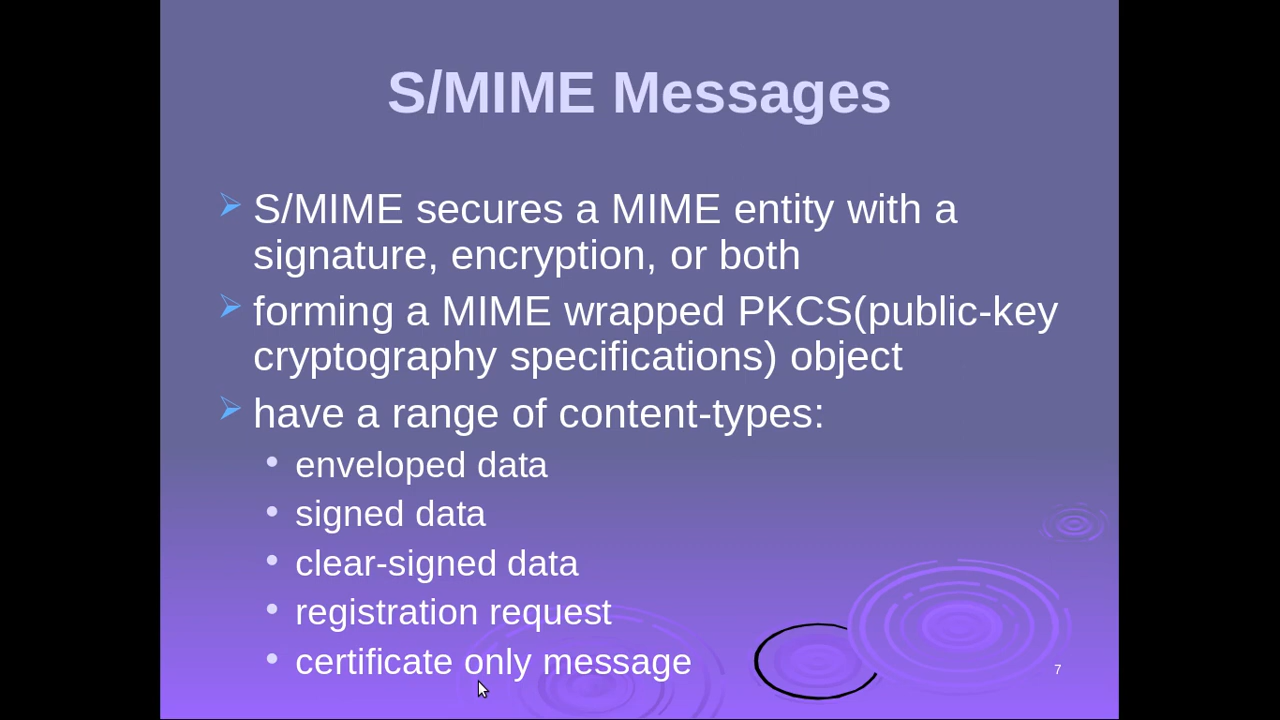 S/MIME Messages
S/MIME secures a MIME entity with a
signature, encryption, or both
forming a MIME wrapped PKCS(public-key
cryptography specifications) object
have a range of content-types:
enveloped data
signed data
clear-signed data
registration request
certificate only message
7